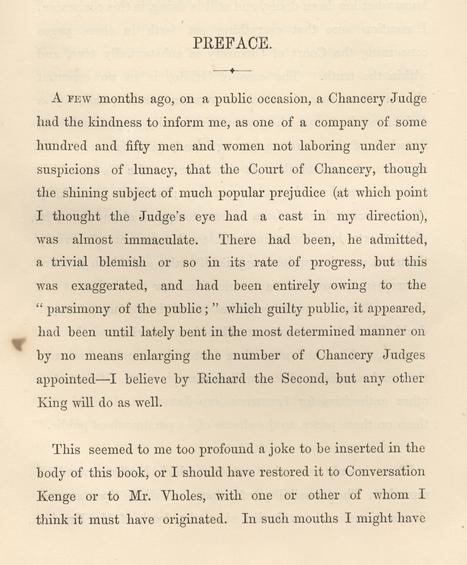 PREFACE.
A FEW months ago, on a public occasion, a Chancery Judge
had the kindness to inform me, as one of a company of some
hundred and fifty men and women not laboring under any
suspicions of lunacy, that the Court of Chancery, though
the shining subject of much popular prejudice (at which point
I thought the Judge's eye had a cast in my direction),
was almost immaculate. There had been, he admitted,
a trivial blemish or so in its rate of progress, but this
was exaggerated, and had been entirely owing to the
“parsimony of the public;” which guilty public, it appeared,
had been until lately bent in the most determined manner on
by no means enlarging the number of Chancery Judges
appointed—I believe by Richard the Second, but any other
King will do as well.
This seemed to me too profound a joke to be inserted in the
body of this book, or I should have restored it to Conversation
Kenge or to Mr. Vholes, with one or other of whom I
think it must have originated. In such mouths I might have